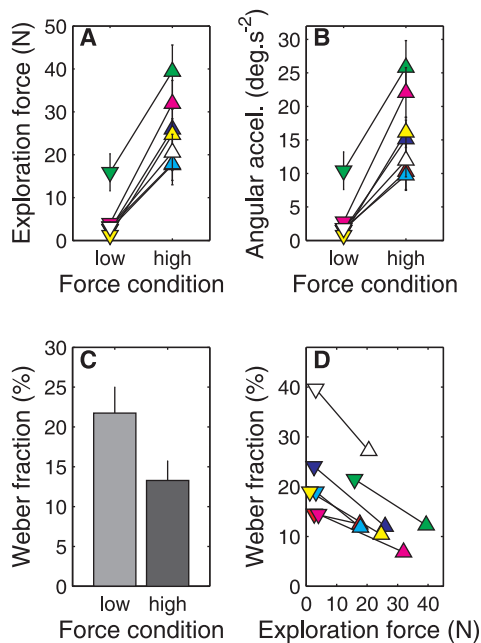 A
Exploration force (N)
50
40
30
20
10
0
low high
Force condition
B
Angular accel. (deg.s⁻²)
30
25
20
15
10
5
0
low high
Force condition
C
Weber fraction (%)
30
25
20
15
10
5
0
low high
Force condition
D
Weber fraction (%)
40
30
20
10
0
0 10 20 30 40
Exploration force (N)